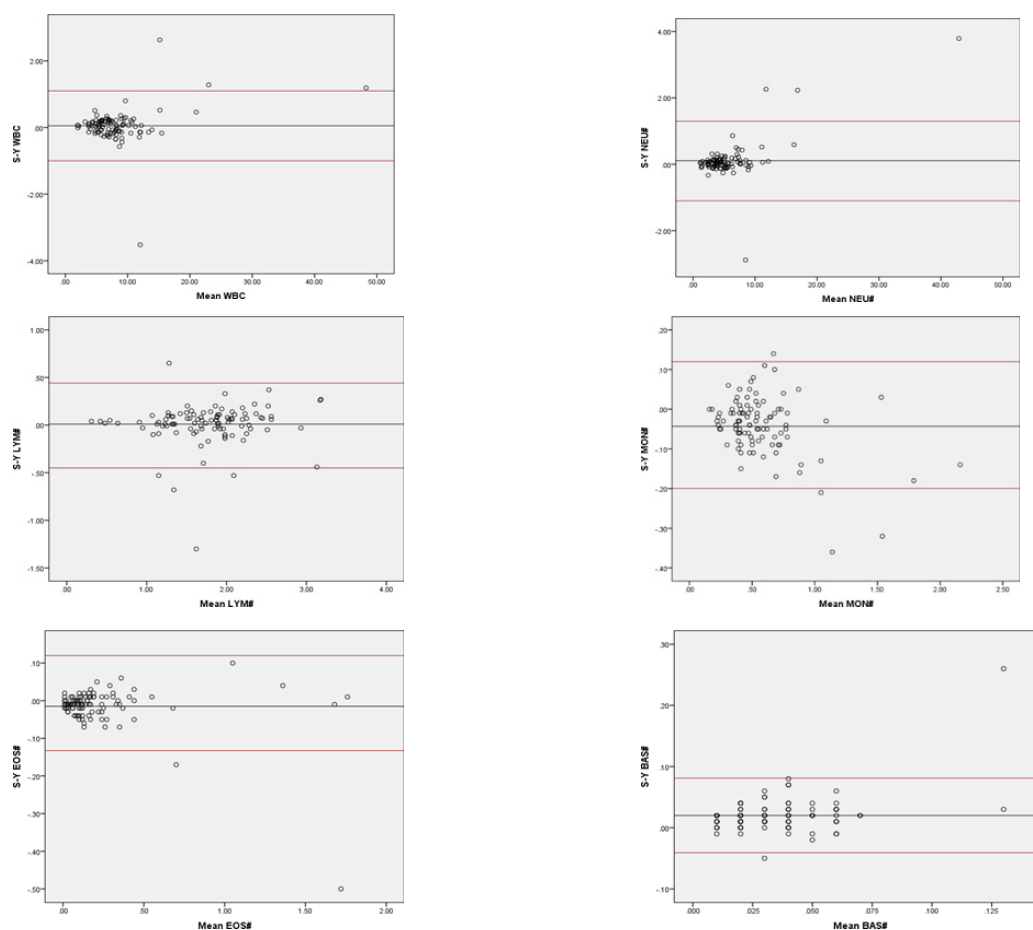 S-Y WBC
2.00
.00
-2.00
-4.00
.00 10.00 20.00 30.00 40.00 50.00
Mean WBC
S-Y NEU#
4.00
2.00
.00
-2.00
.00 10.00 20.00 30.00 40.00 50.00
Mean NEU#
S-Y LYM#
1.00
.50
.00
-.50
-1.00
-1.50
.00 1.00 2.00 3.00 4.00
Mean LYM#
S-Y MON#
.20
.10
.00
-.10
-.20
-.30
-.40
.00 .50 1.00 1.50 2.00 2.50
Mean MON#
S-Y EOS#
.10
.00
-.10
-.20
-.30
-.40
-.50
.00 .50 1.00 1.50 2.00
Mean EOS#
S-Y BAS#
.30
.20
.10
.00
-.10
.000 .025 .050 .075 .100 .125
Mean BAS#